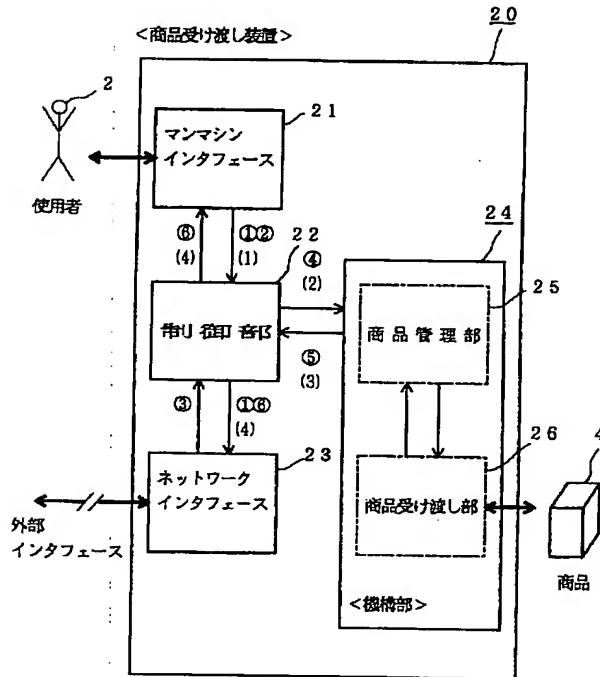 <商品受け渡し装置>
20
2
21
マンマシン
インタフェース
使用者
⑥
(4)
①②
(1)
22
④
(2)
24
制御部
25
商品管理部
⑤
(3)
③
①⑥
(4)
23
26
ネットワーク
インタフェース
商品受け渡し部
4
外部
インタフェース
商品
<機構部>